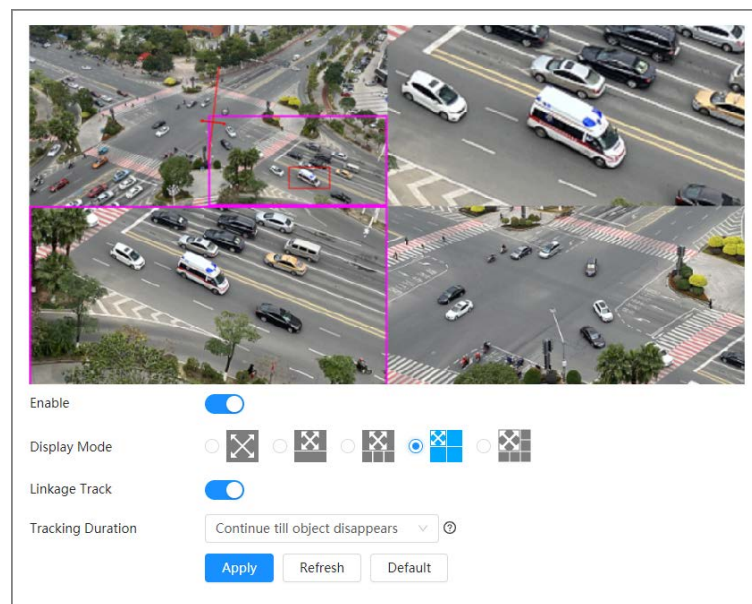 Enable
Display Mode
Linkage Track
Tracking Duration
Continue till object disappears
Apply
Refresh
Default